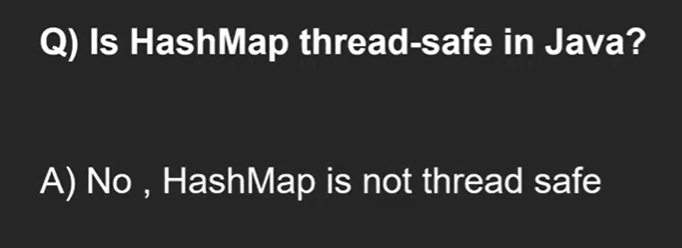 Q) Is HashMap thread-safe in Java?
A) No , HashMap is not thread safe